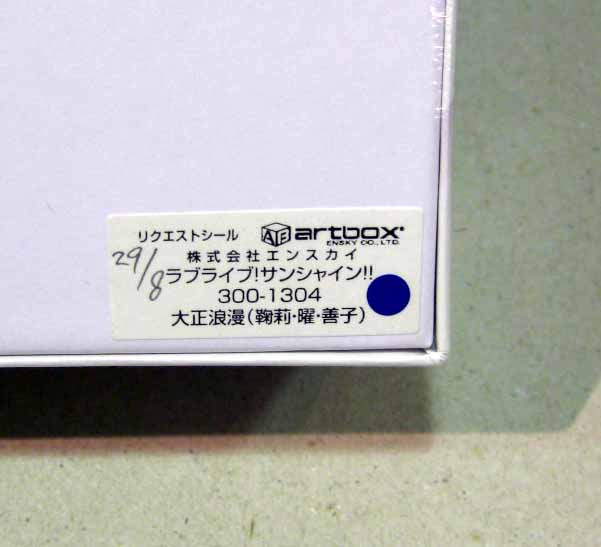 リクエストシール artbox
ENSKY CO., LTD.
株式会社エンスカイ
29/8
ラブライブ!サンシャイン!!
300-1304
大正浪漫(鞠莉・曜・善子)